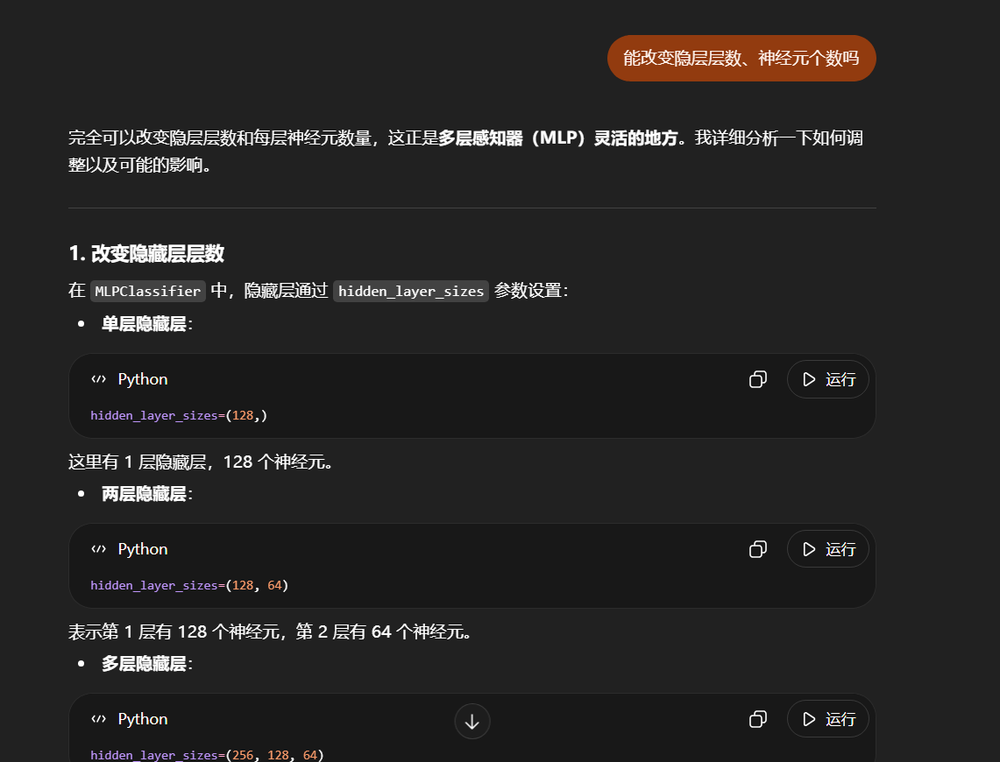 能改变隐层层数、神经元个数吗
完全可以改变隐层层数和每层神经元数量，这正是多层感知器（MLP）灵活的地方。我详细分析一下如何调
整以及可能的影响。
1. 改变隐藏层层数
在 MLPClassifier 中，隐藏层通过 hidden_layer_sizes 参数设置：
• 单层隐藏层：
Python 运行
hidden_layer_sizes=(128,)
这里有 1 层隐藏层，128 个神经元。
• 两层隐藏层：
Python 运行
hidden_layer_sizes=(128, 64)
表示第 1 层有 128 个神经元，第 2 层有 64 个神经元。
• 多层隐藏层：
Python 运行
hidden_layer_sizes=(256, 128, 64)